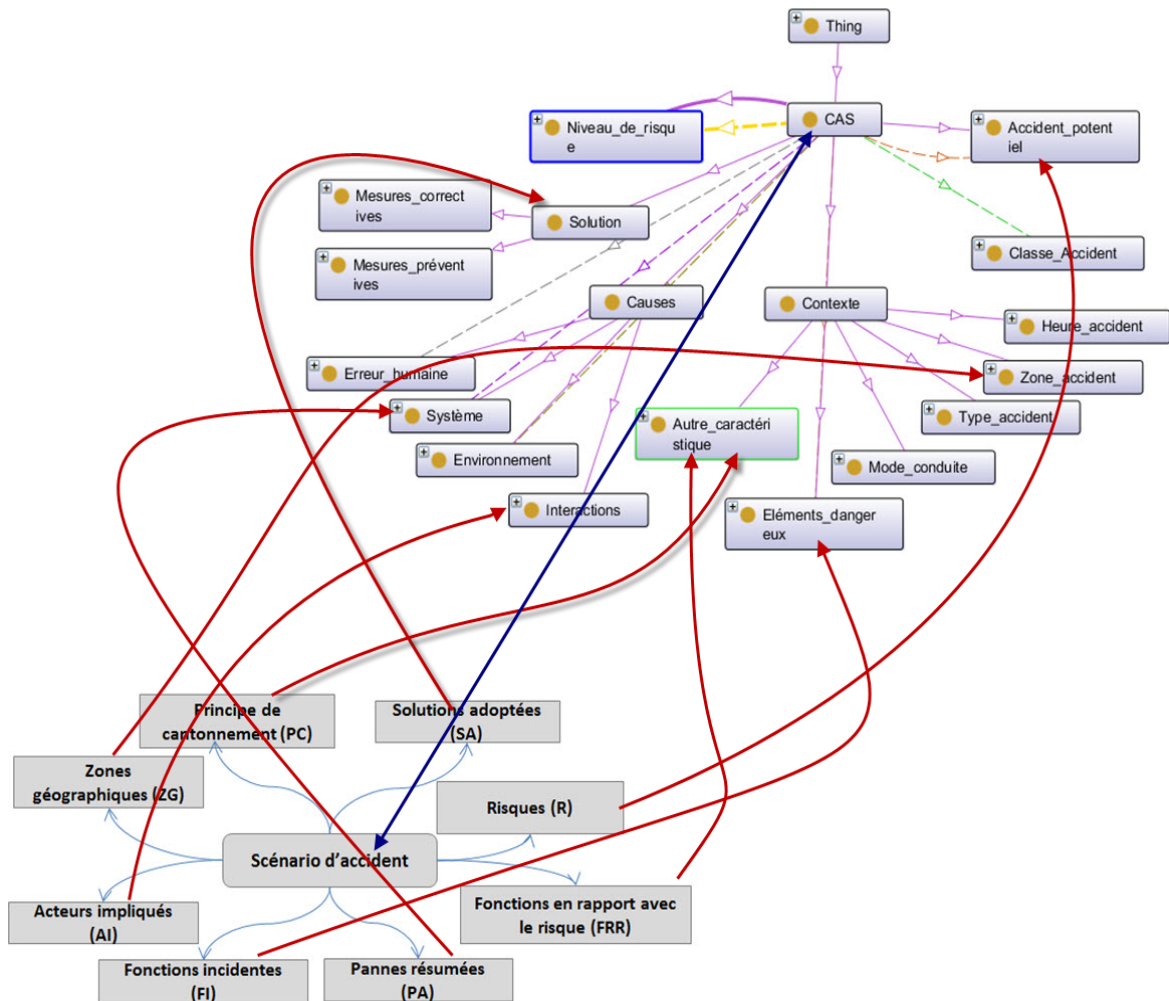 Thing
Niveau_de_risqu
e
CAS
Accident_potent
iel
Mesures_correct
ives
Solution
Mesures_prévent
ives
Classe_Accident
Causes
Contexte
Heure_accident
Erreur_humaine
Zone_accident
Système
Autre_caractéri
stique
Type_accident
Environnement
Mode_conduite
Interactions
Eléments_danger
eux
Principe de
cantonnement (PC)
Solutions adoptées
(SA)
Zones
géographiques (ZG)
Risques (R)
Scénario d’accident
Acteurs impliqués
(AI)
Fonctions en rapport avec
le risque (FRR)
Fonctions incidentes
(FI)
Pannes résumées
(PA)